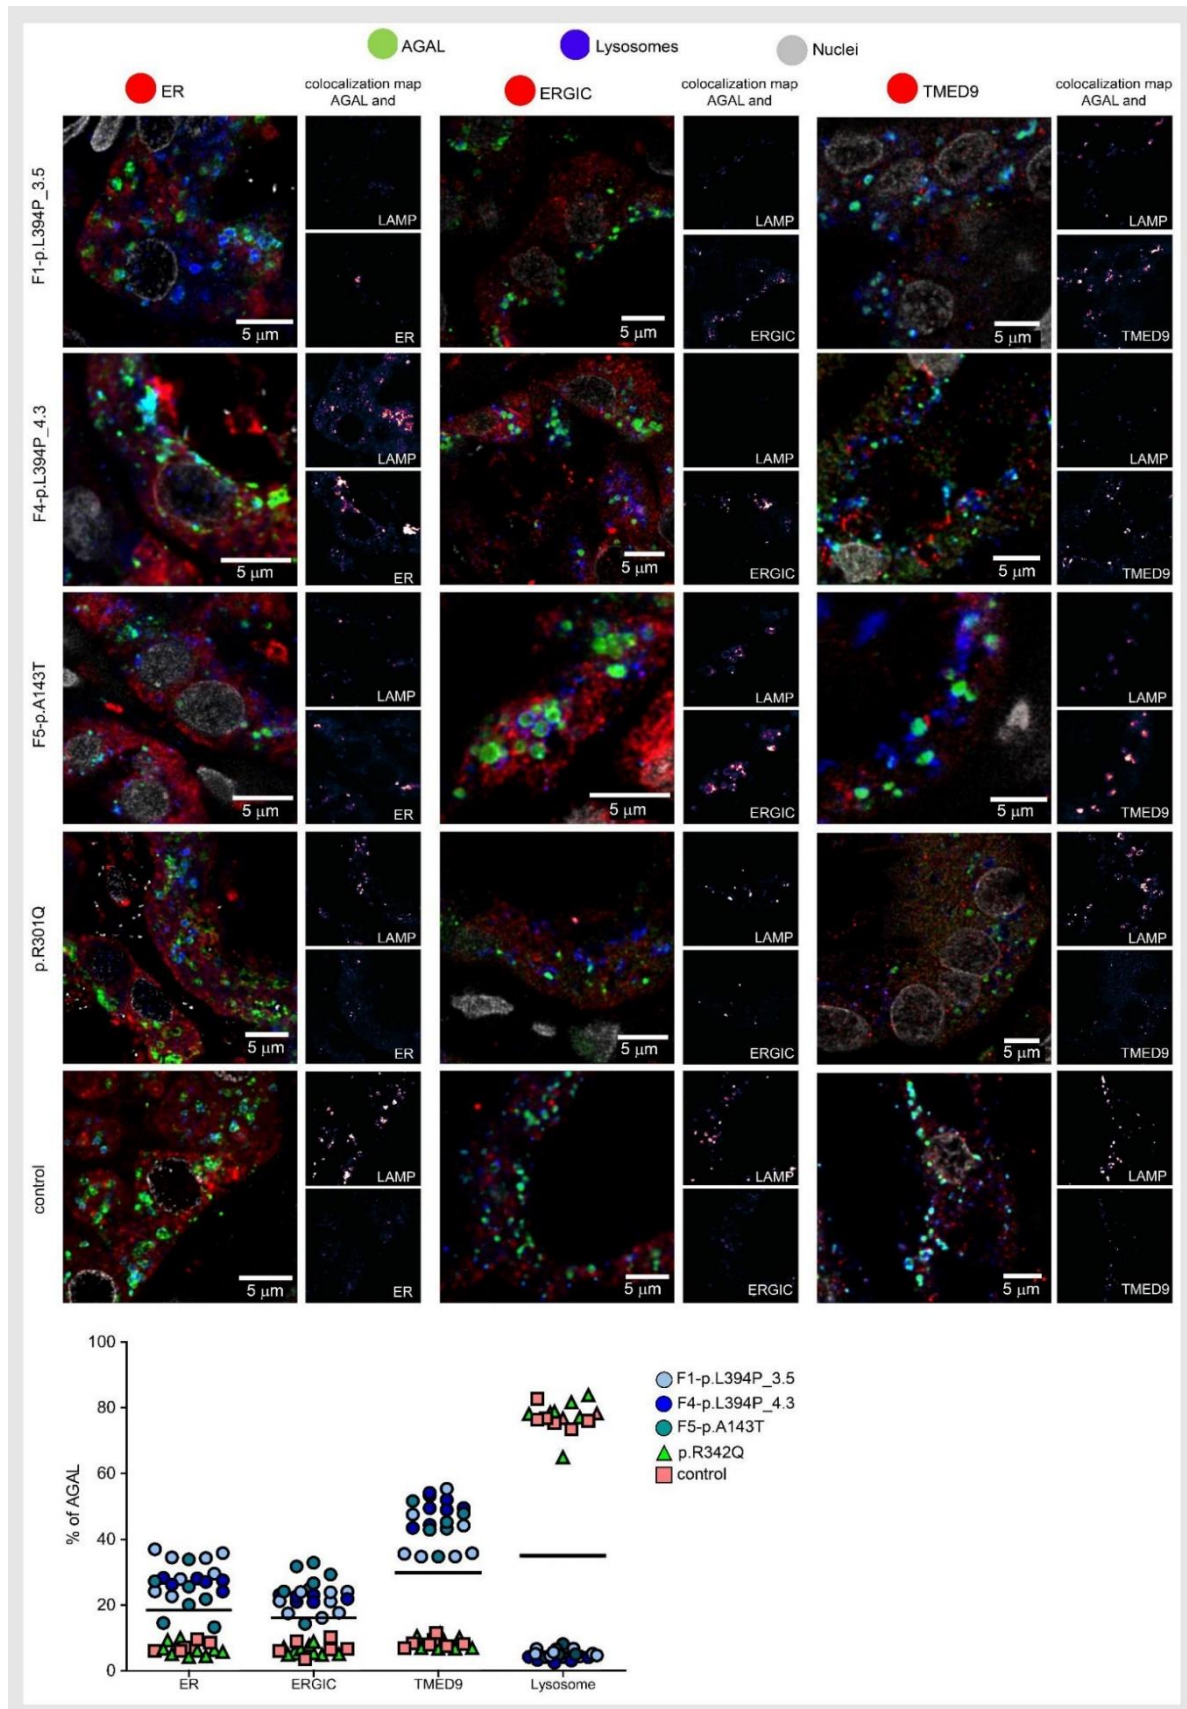 AGAL
Lysosomes
Nuclei
ER
colocalization map
AGAL and
ERGIC
colocalization map
AGAL and
TMED9
colocalization map
AGAL and
F1-p.L394P_3.5
5 μm
LAMP
ER
5 μm
LAMP
ERGIC
5 μm
LAMP
TMED9
F4-p.L394P_4.3
5 μm
LAMP
ER
5 μm
LAMP
ERGIC
5 μm
LAMP
TMED9
F5-p.A143T
5 μm
LAMP
ER
5 μm
LAMP
ERGIC
5 μm
LAMP
TMED9
p.R301Q
5 μm
LAMP
ER
5 μm
LAMP
ERGIC
5 μm
LAMP
TMED9
control
5 μm
LAMP
ER
5 μm
LAMP
ERGIC
5 μm
LAMP
TMED9
% of AGAL
100
80
60
40
20
0
ER
ERGIC
TMED9
Lysosome
F1-p.L394P_3.5
F4-p.L394P_4.3
F5-p.A143T
p.R342Q
control